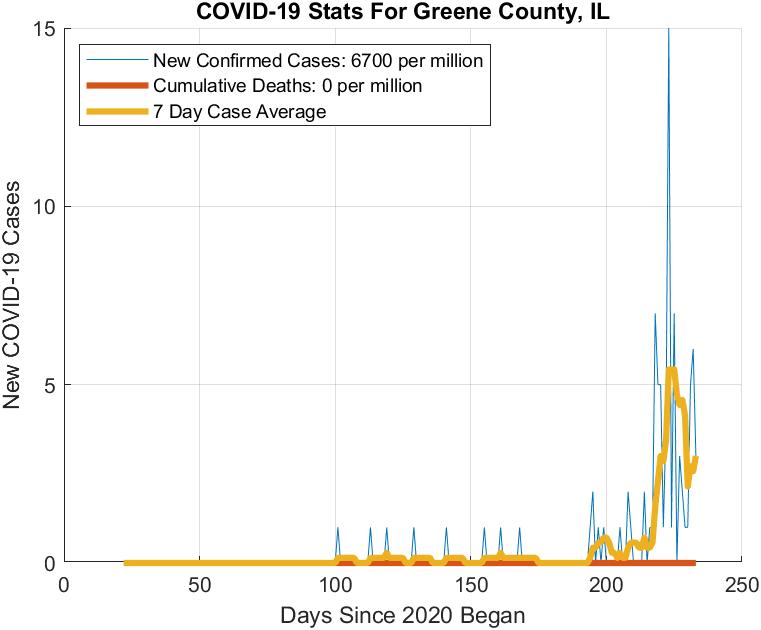 COVID-19 Stats For Greene County, IL
New Confirmed Cases: 6700 per million
Cumulative Deaths: 0 per million
7 Day Case Average
15
10
5
0
New COVID-19 Cases
0 50 100 150 200 250
Days Since 2020 Began